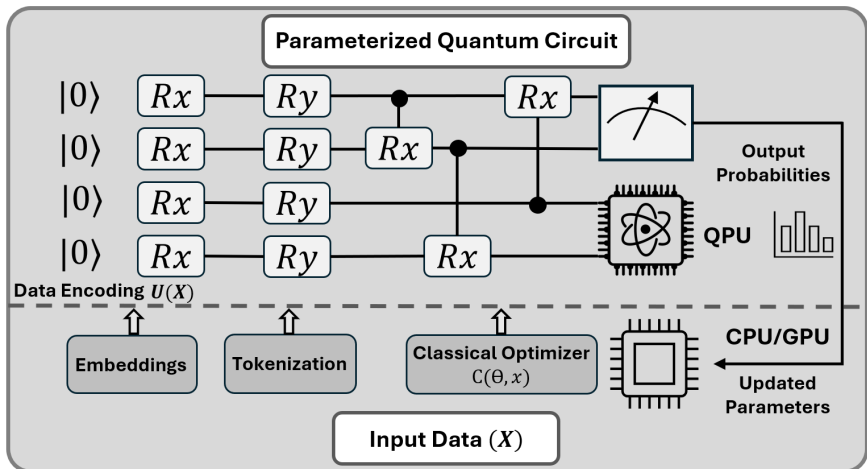 Parameterized Quantum Circuit
|0⟩ Rx Ry Rx
|0⟩ Rx Ry Rx
|0⟩ Rx Ry
|0⟩ Rx Ry Rx
Output
Probabilities
QPU
Data Encoding U(X)
Embeddings
Tokenization
Classical Optimizer
C(Θ, x)
CPU/GPU
Updated
Parameters
Input Data (X)